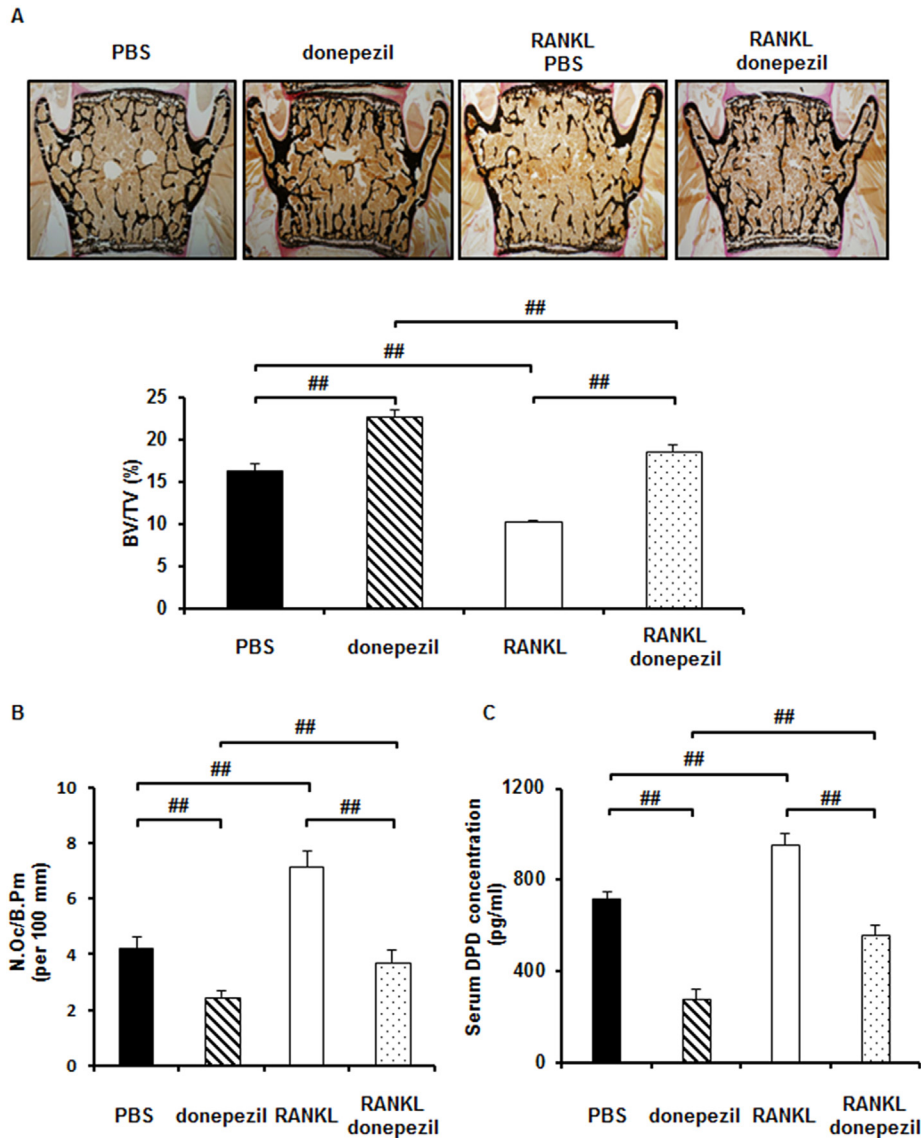 A
PBS
donepezil
RANKL
PBS
RANKL
donepezil
##
##
##
##
25
20
15
10
5
0
BV/TV (%)
PBS
donepezil
RANKL
RANKL
donepezil
B
##
##
##
##
10
8
6
4
2
0
N.Oc/B.Pm
(per 100 mm)
PBS
donepezil
RANKL
RANKL
donepezil
C
##
##
##
##
1200
800
400
0
Serum DPD concentration
(pg/ml)
PBS
donepezil
RANKL
RANKL
donepezil